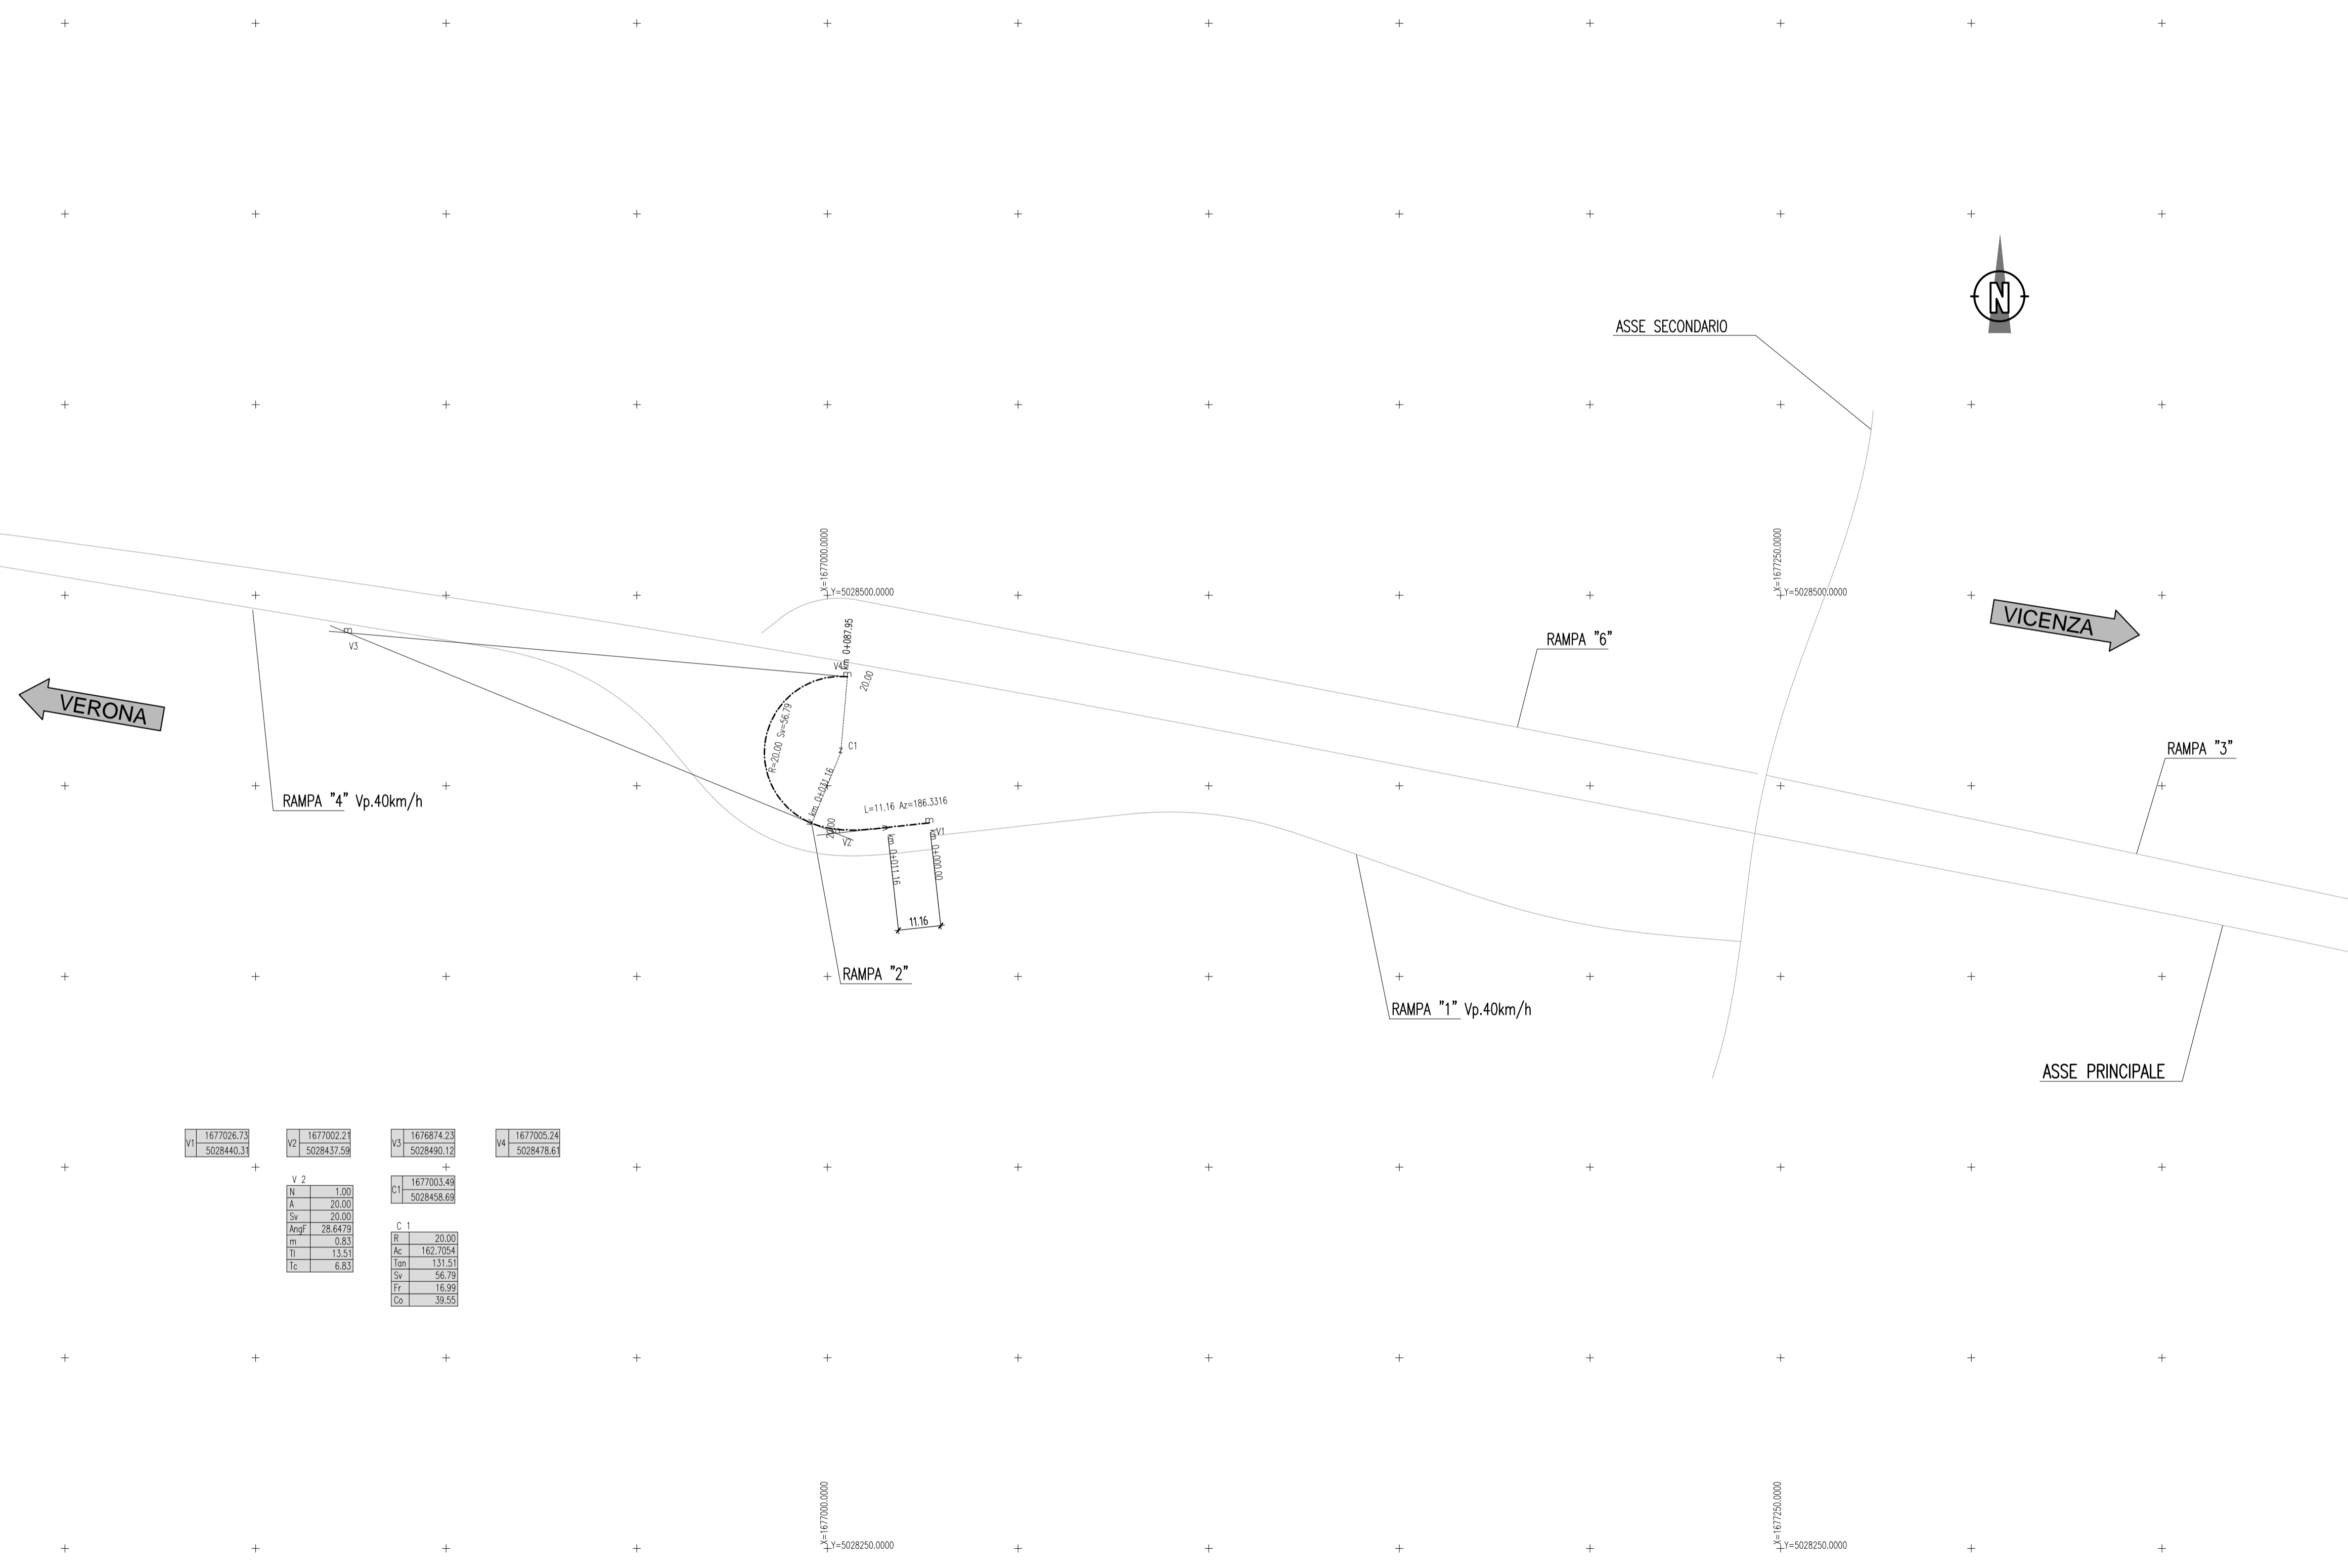 N
ASSE SECONDARIO
X=1677000.0000
Y=5028500.0000
X=1677250.0000
Y=5028500.0000
VICENZA
RAMPA "6"
V3
km 0+087.95
V4
20.00
VERONA
R=20.00 Sv=56.79
C1
RAMPA "3"
km 0+031.16
L=11.16 Az=186.3316
RAMPA "4" Vp.40km/h
20.00
V2
V1
km 0+011.16
km 0+000.00
11.16
RAMPA "2"
RAMPA "1" Vp.40km/h
ASSE PRINCIPALE
V1 1677026.73
5028440.31
V2 1677002.21
5028437.59
V3 1676874.23
5028490.12
V4 1677005.24
5028478.61
V 2
N 1.00
A 20.00
Sv 20.00
AngF 28.6479
m 0.83
Tl 13.51
Tc 6.83
C1 1677003.49
5028458.69
C 1
R 20.00
Ac 162.7054
Tan 131.51
Sv 56.79
Fr 16.99
Co 39.55
X=1677000.0000
Y=5028250.0000
X=1677250.0000
Y=5028250.0000